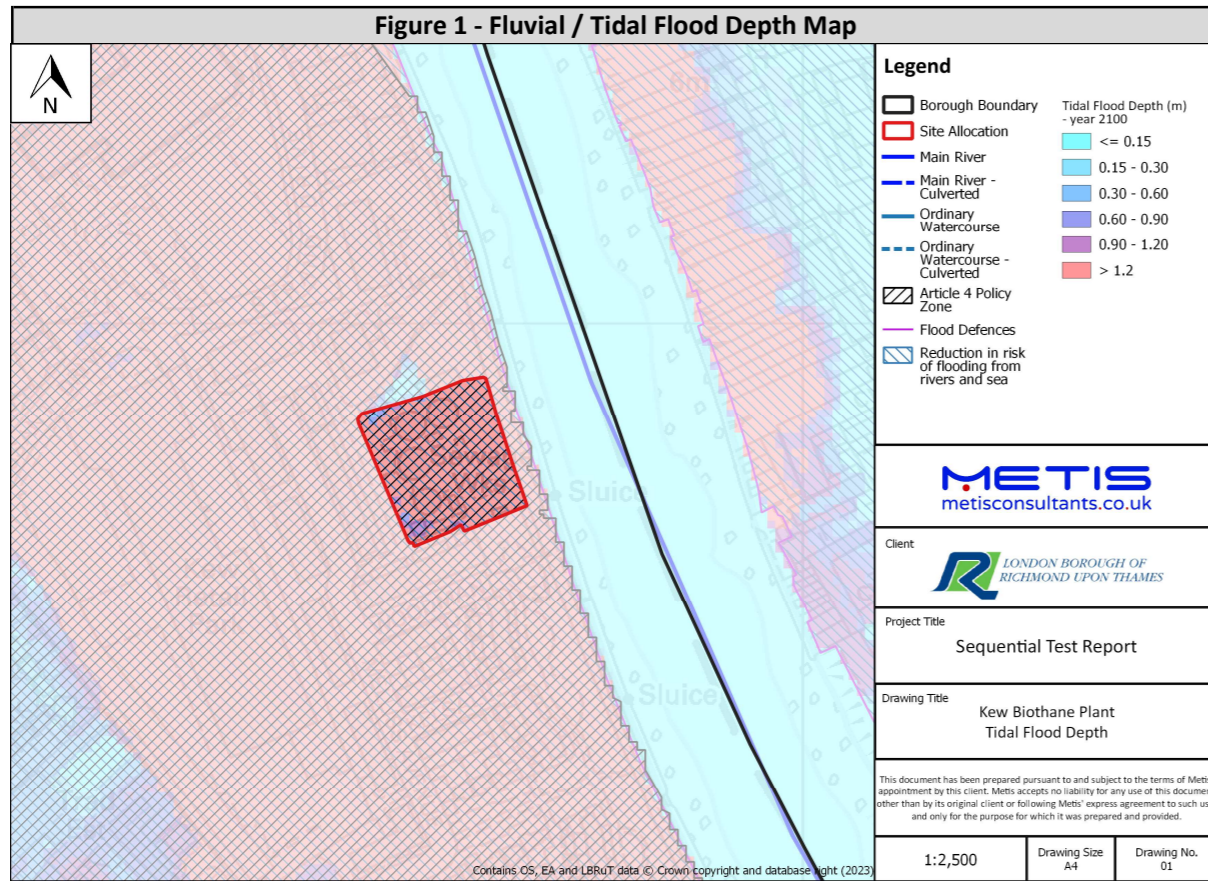 Figure 1 - Fluvial / Tidal Flood Depth Map
N
Sluice
Sluice
Contains OS, EA and LBRuT data © Crown copyright and database right (2023)
Legend
Borough Boundary
Site Allocation
Main River
Main River -
Culverted
Ordinary
Watercourse
Ordinary
Watercourse -
Culverted
Article 4 Policy
Zone
Flood Defences
Reduction in risk
of flooding from
rivers and sea
Tidal Flood Depth (m)
- year 2100
<= 0.15
0.15 - 0.30
0.30 - 0.60
0.60 - 0.90
0.90 - 1.20
> 1.2
METIS
metisconsultants.co.uk
Client
LONDON BOROUGH OF
RICHMOND UPON THAMES
Project Title
Sequential Test Report
Drawing Title
Kew Biothane Plant
Tidal Flood Depth
This document has been prepared pursuant to and subject to the terms of Metis
appointment by this client. Metis accepts no liability for any use of this documen
other than by its original client or following Metis' express agreement to such us
and only for the purpose for which it was prepared and provided.
1:2,500
Drawing Size
A4
Drawing No.
01